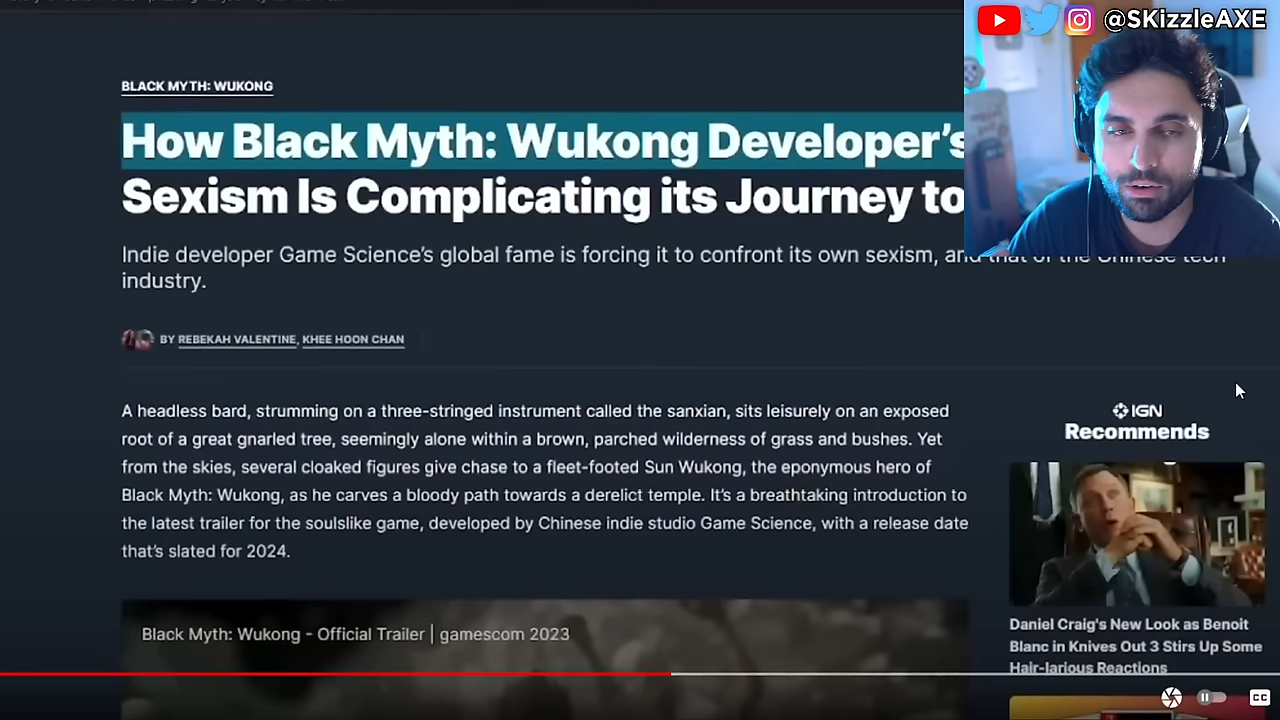 @SKizzleAXE
BLACK MYTH: WUKONG
How Black Myth: Wukong Developer's
Sexism Is Complicating its Journey to
Indie developer Game Science's global fame is forcing it to confront its own sexism, and that of the Chinese tech
industry.
BY REBEKAH VALENTINE, KHEE HOON CHAN
A headless bard, strumming on a three-stringed instrument called the sanxian, sits leisurely on an exposed
root of a great gnarled tree, seemingly alone within a brown, parched wilderness of grass and bushes. Yet
from the skies, several cloaked figures give chase to a fleet-footed Sun Wukong, the eponymous hero of
Black Myth: Wukong, as he carves a bloody path towards a derelict temple. It's a breathtaking introduction to
the latest trailer for the soulslike game, developed by Chinese indie studio Game Science, with a release date
that's slated for 2024.
Black Myth: Wukong - Official Trailer | gamescom 2023
IGN
Recommends
Daniel Craig's New Look as Benoit
Blanc in Knives Out 3 Stirs Up Some
Hair-larious Reactions
CC